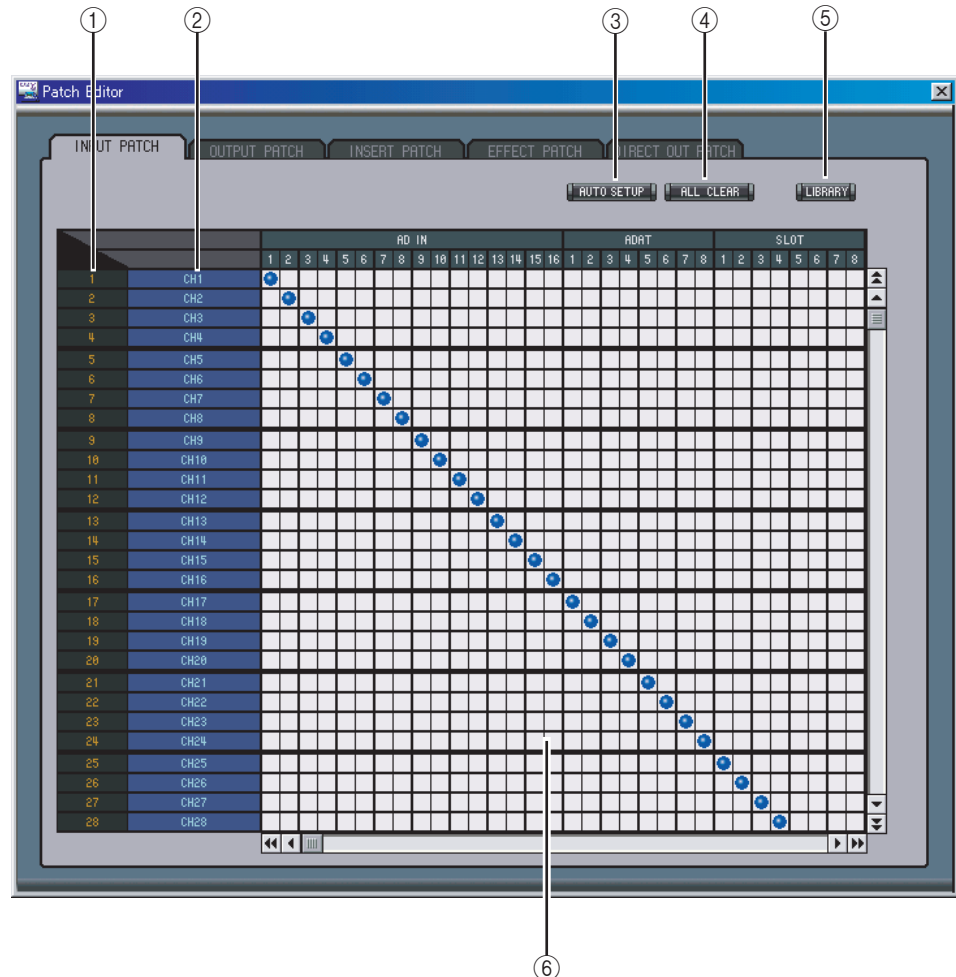 ① ② ③ ④ ⑤
Patch Editor
INPUT PATCH OUTPUT PATCH INSERT PATCH EFFECT PATCH DIRECT OUT PATCH
AUTO SETUP ALL CLEAR LIBRARY
AD IN ADAT SLOT
1 2 3 4 5 6 7 8 9 10 11 12 13 14 15 16 1 2 3 4 5 6 7 8 1 2 3 4 5 6 7 8
1 CH1
2 CH2
3 CH3
4 CH4
5 CH5
6 CH6
7 CH7
8 CH8
9 CH9
10 CH10
11 CH11
12 CH12
13 CH13
14 CH14
15 CH15
16 CH16
17 CH17
18 CH18
19 CH19
20 CH20
21 CH21
22 CH22
23 CH23
24 CH24
25 CH25
26 CH26
27 CH27
28 CH28
⑥